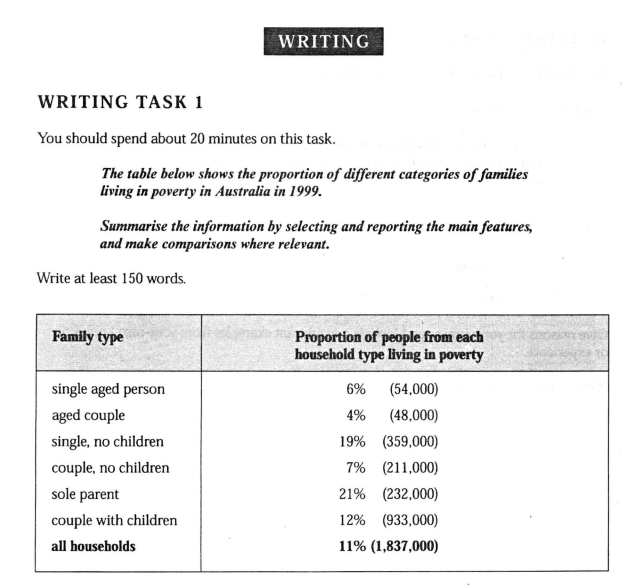 WRITING
WRITING TASK 1
You should spend about 20 minutes on this task.
The table below shows the proportion of different categories of families
living in poverty in Australia in 1999.
Summarise the information by selecting and reporting the main features,
and make comparisons where relevant.
Write at least 150 words.
Family type Proportion of people from each
household type living in poverty
single aged person 6% (54,000)
aged couple 4% (48,000)
single, no children 19% (359,000)
couple, no children 7% (211,000)
sole parent 21% (232,000)
couple with children 12% (933,000)
all households 11% (1,837,000)